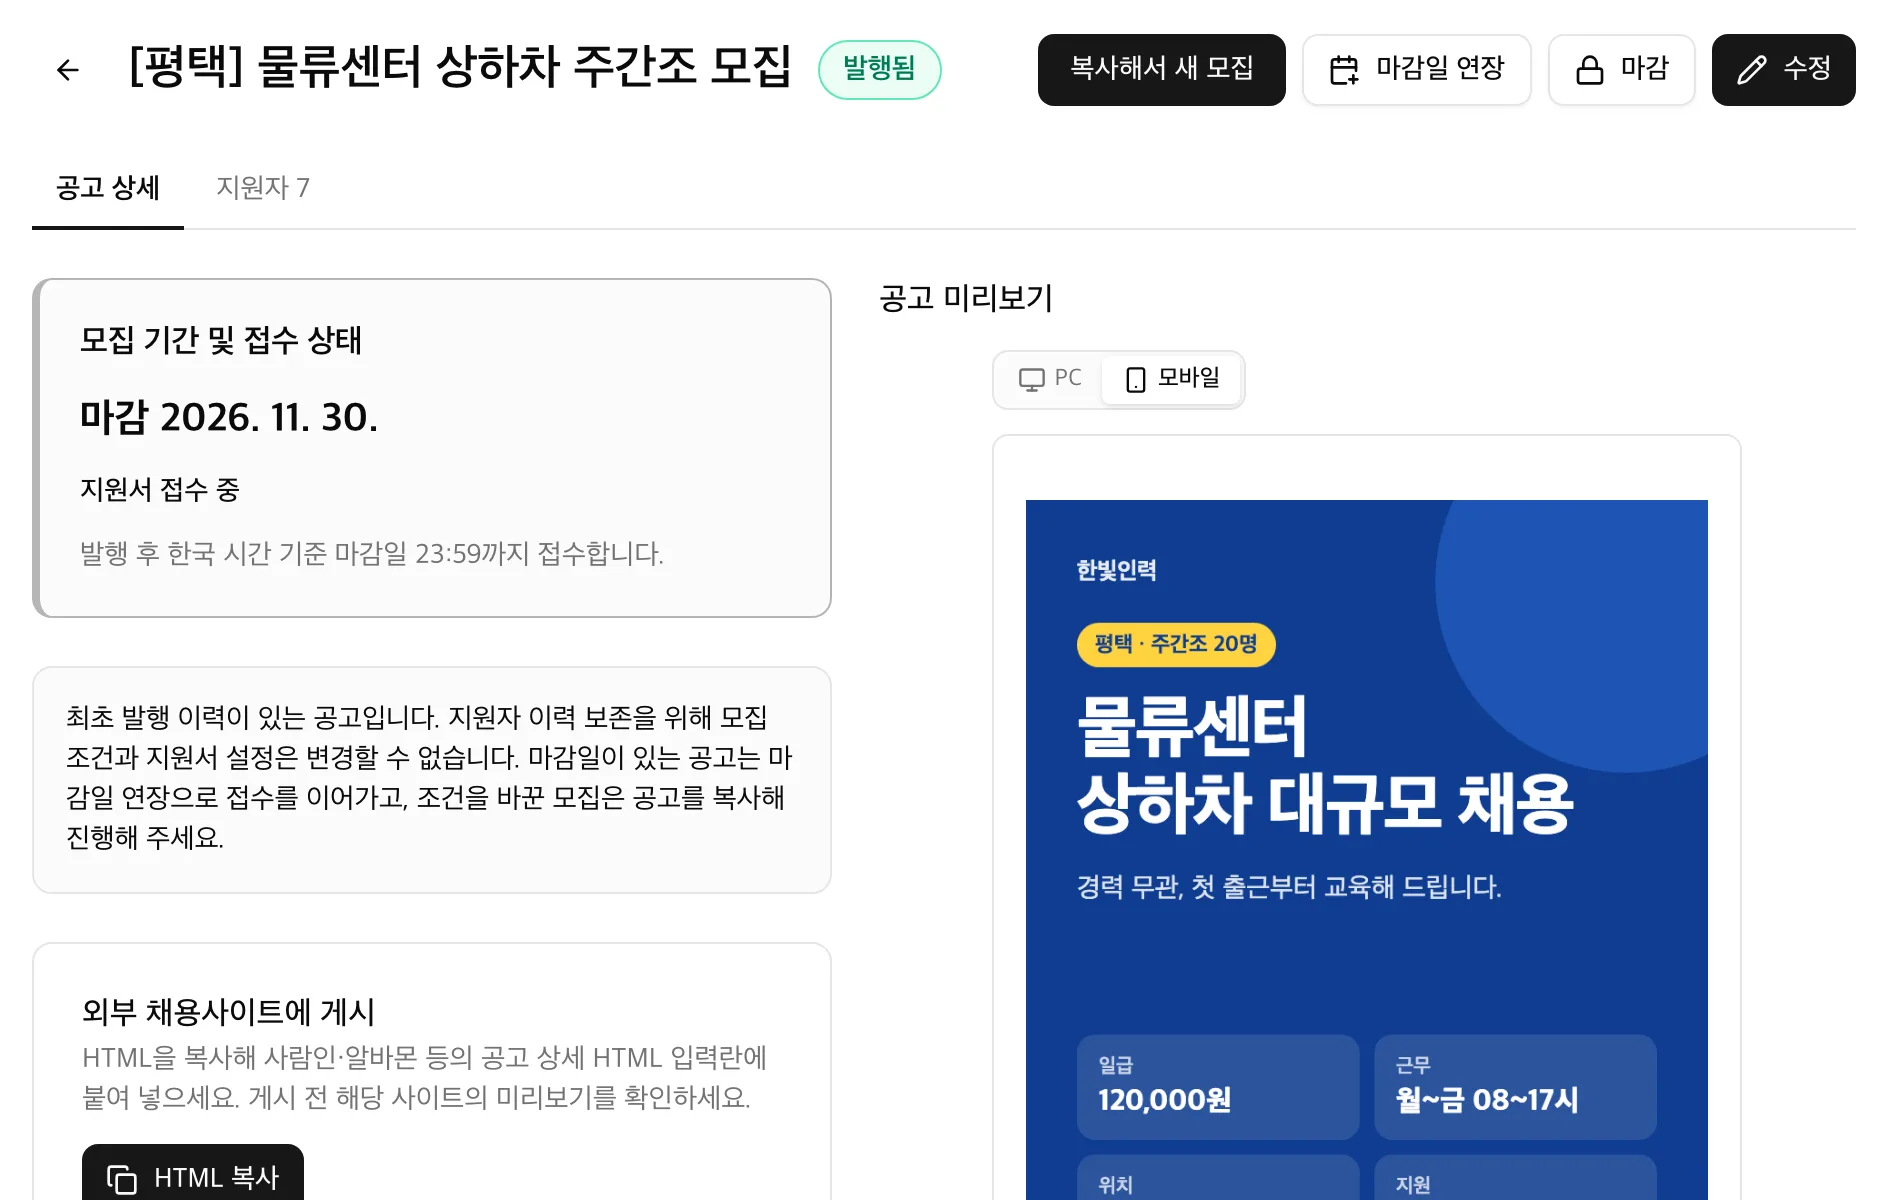 [평택] 물류센터 상하차 주간조 모집
발행됨
복사해서 새 모집
마감일 연장
마감
수정
공고 상세
지원자 7
모집 기간 및 접수 상태
마감 2026. 11. 30.
지원서 접수 중
발행 후 한국 시간 기준 마감일 23:59까지 접수합니다.
최초 발행 이력이 있는 공고입니다. 지원자 이력 보존을 위해 모집
조건과 지원서 설정은 변경할 수 없습니다. 마감일이 있는 공고는 마
감일 연장으로 접수를 이어가고, 조건을 바꾼 모집은 공고를 복사해
진행해 주세요.
외부 채용사이트에 게시
HTML을 복사해 사람인·알바몬 등의 공고 상세 HTML 입력란에
붙여 넣으세요. 게시 전 해당 사이트의 미리보기를 확인하세요.
HTML 복사
공고 미리보기
PC
모바일
한빛인력
평택 · 주간조 20명
물류센터
상하차 대규모 채용
경력 무관, 첫 출근부터 교육해 드립니다.
일급
120,000원
근무
월~금 08~17시
위치
지원